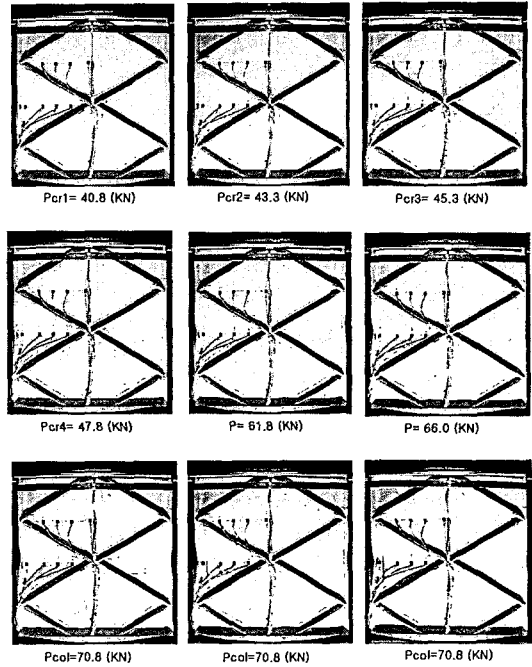 Pcr1= 40.8 (KN)
Pcr2= 43.3 (KN)
Pcr3= 45.3 (KN)
Pcr4= 47.8 (KN)
P= 61.8 (KN)
P= 66.0 (KN)
Pcol=70.8 (KN)
Pcol=70.8 (KN)
Pcol=70.8 (KN)